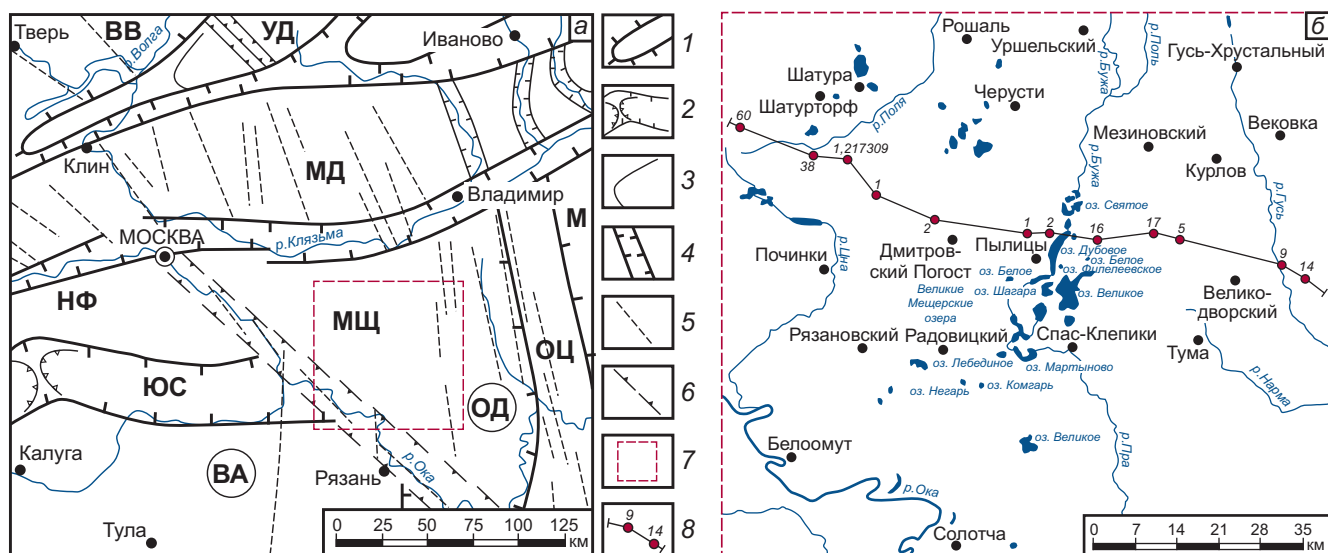 Тверь
ВВ
УД
Иваново
а
р.Волга
Клин
МД
Владимир
М
МОСКВА
р.Клязьма
НФ
МЩ
ОЦ
ЮС
ОД
Калуга
ВА
Рязань
р.Ока
Тула
0 25 50 75 100 125
км
1
2
3
4
5
6
7
9
14
8
б
Рошаль
Уршельский
р.Поль
Гусь-Хрустальный
р.Бужа
Шатура
Шатурторф
Черусти
р.Поля
60
Мезиновский
Вековка
1,217309
38
Курлов
р.Бужа
1
оз. Святое
р.Гусь
2
1
2
16
17
5
9
14
Починки
р.Цна
Дмитров-
ский Погост
Пылицы
оз. Дубовое
оз. Белое
оз. Белое
оз. Филелеевское
Великие
Мещерские
озера
оз. Шагара
оз. Великое
Велико-
дворский
Рязановский
Радовицкий
Спас-Клепики
Тума
оз. Лебединое
оз. Мартыново
р.Нарма
оз. Негарь
оз. Комгарь
Белоомут
оз. Великое
р.Пра
р.Ока
Солотча
0 7 14 21 28 35
км